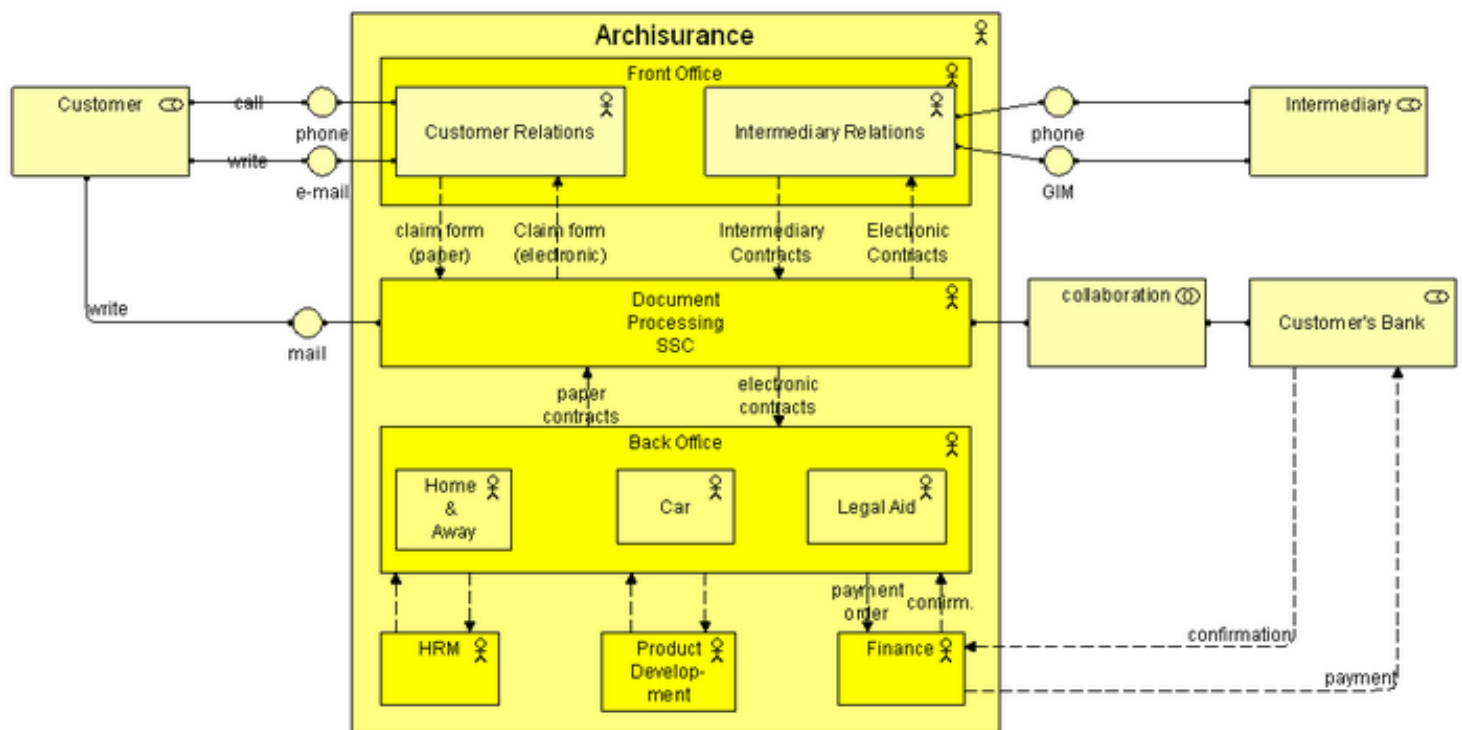 Archisurance
Front Office
Customer
call
phone
write
e-mail
Customer Relations
Intermediary Relations
phone
GIM
Intermediary
claim form
(paper)
Claim form
(electronic)
Intermediary
Contracts
Electronic
Contracts
write
mail
Document
Processing
SSC
collaboration
Customer's Bank
paper
contracts
electronic
contracts
Back Office
Home
&
Away
Car
Legal Aid
payment
order
confirm.
HRM
Product
Develop-
ment
Finance
confirmation
payment